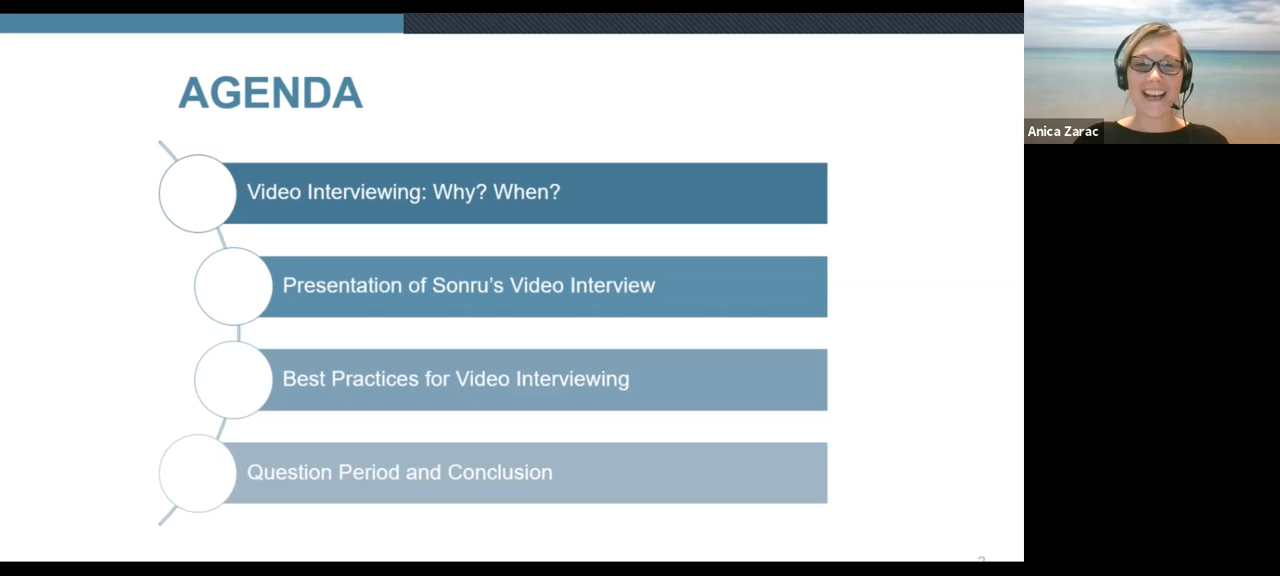 AGENDA
Video Interviewing: Why? When?
Presentation of Sonru's Video Interview
Best Practices for Video Interviewing
Question Period and Conclusion
Anica Zarac